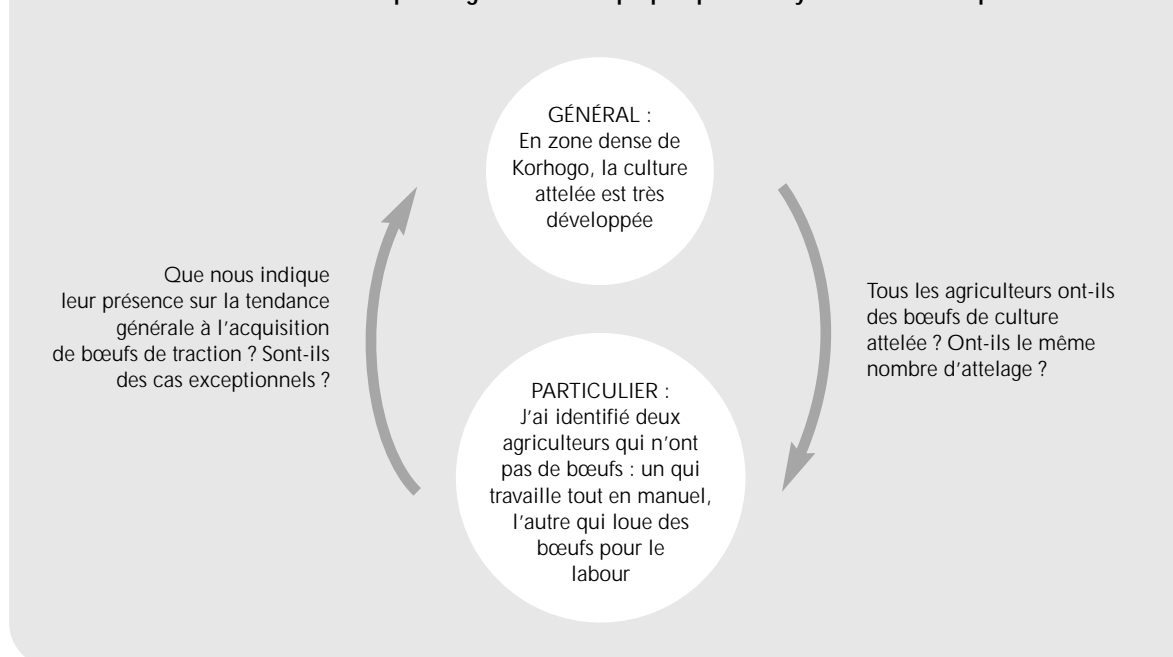 GÉNÉRAL :
En zone dense de
Korhogo, la culture
attelée est très
développée
Que nous indique
leur présence sur la tendance
générale à l'acquisition
de bœufs de traction ? Sont-ils
des cas exceptionnels ?
Tous les agriculteurs ont-ils
des bœufs de culture
attelée ? Ont-ils le même
nombre d'attelage ?
PARTICULIER :
J'ai identifié deux
agriculteurs qui n'ont
pas de bœufs : un qui
travaille tout en manuel,
l'autre qui loue des
bœufs pour le
labour